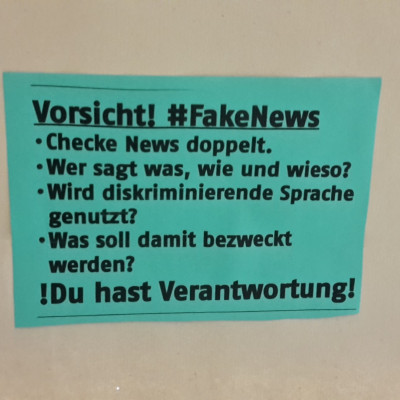 Vorsicht! #FakeNews
• Checke News doppelt.
• Wer sagt was, wie und wieso?
• Wird diskriminierende Sprache
genutzt?
• Was soll damit bezweckt
werden?
!Du hast Verantwortung!